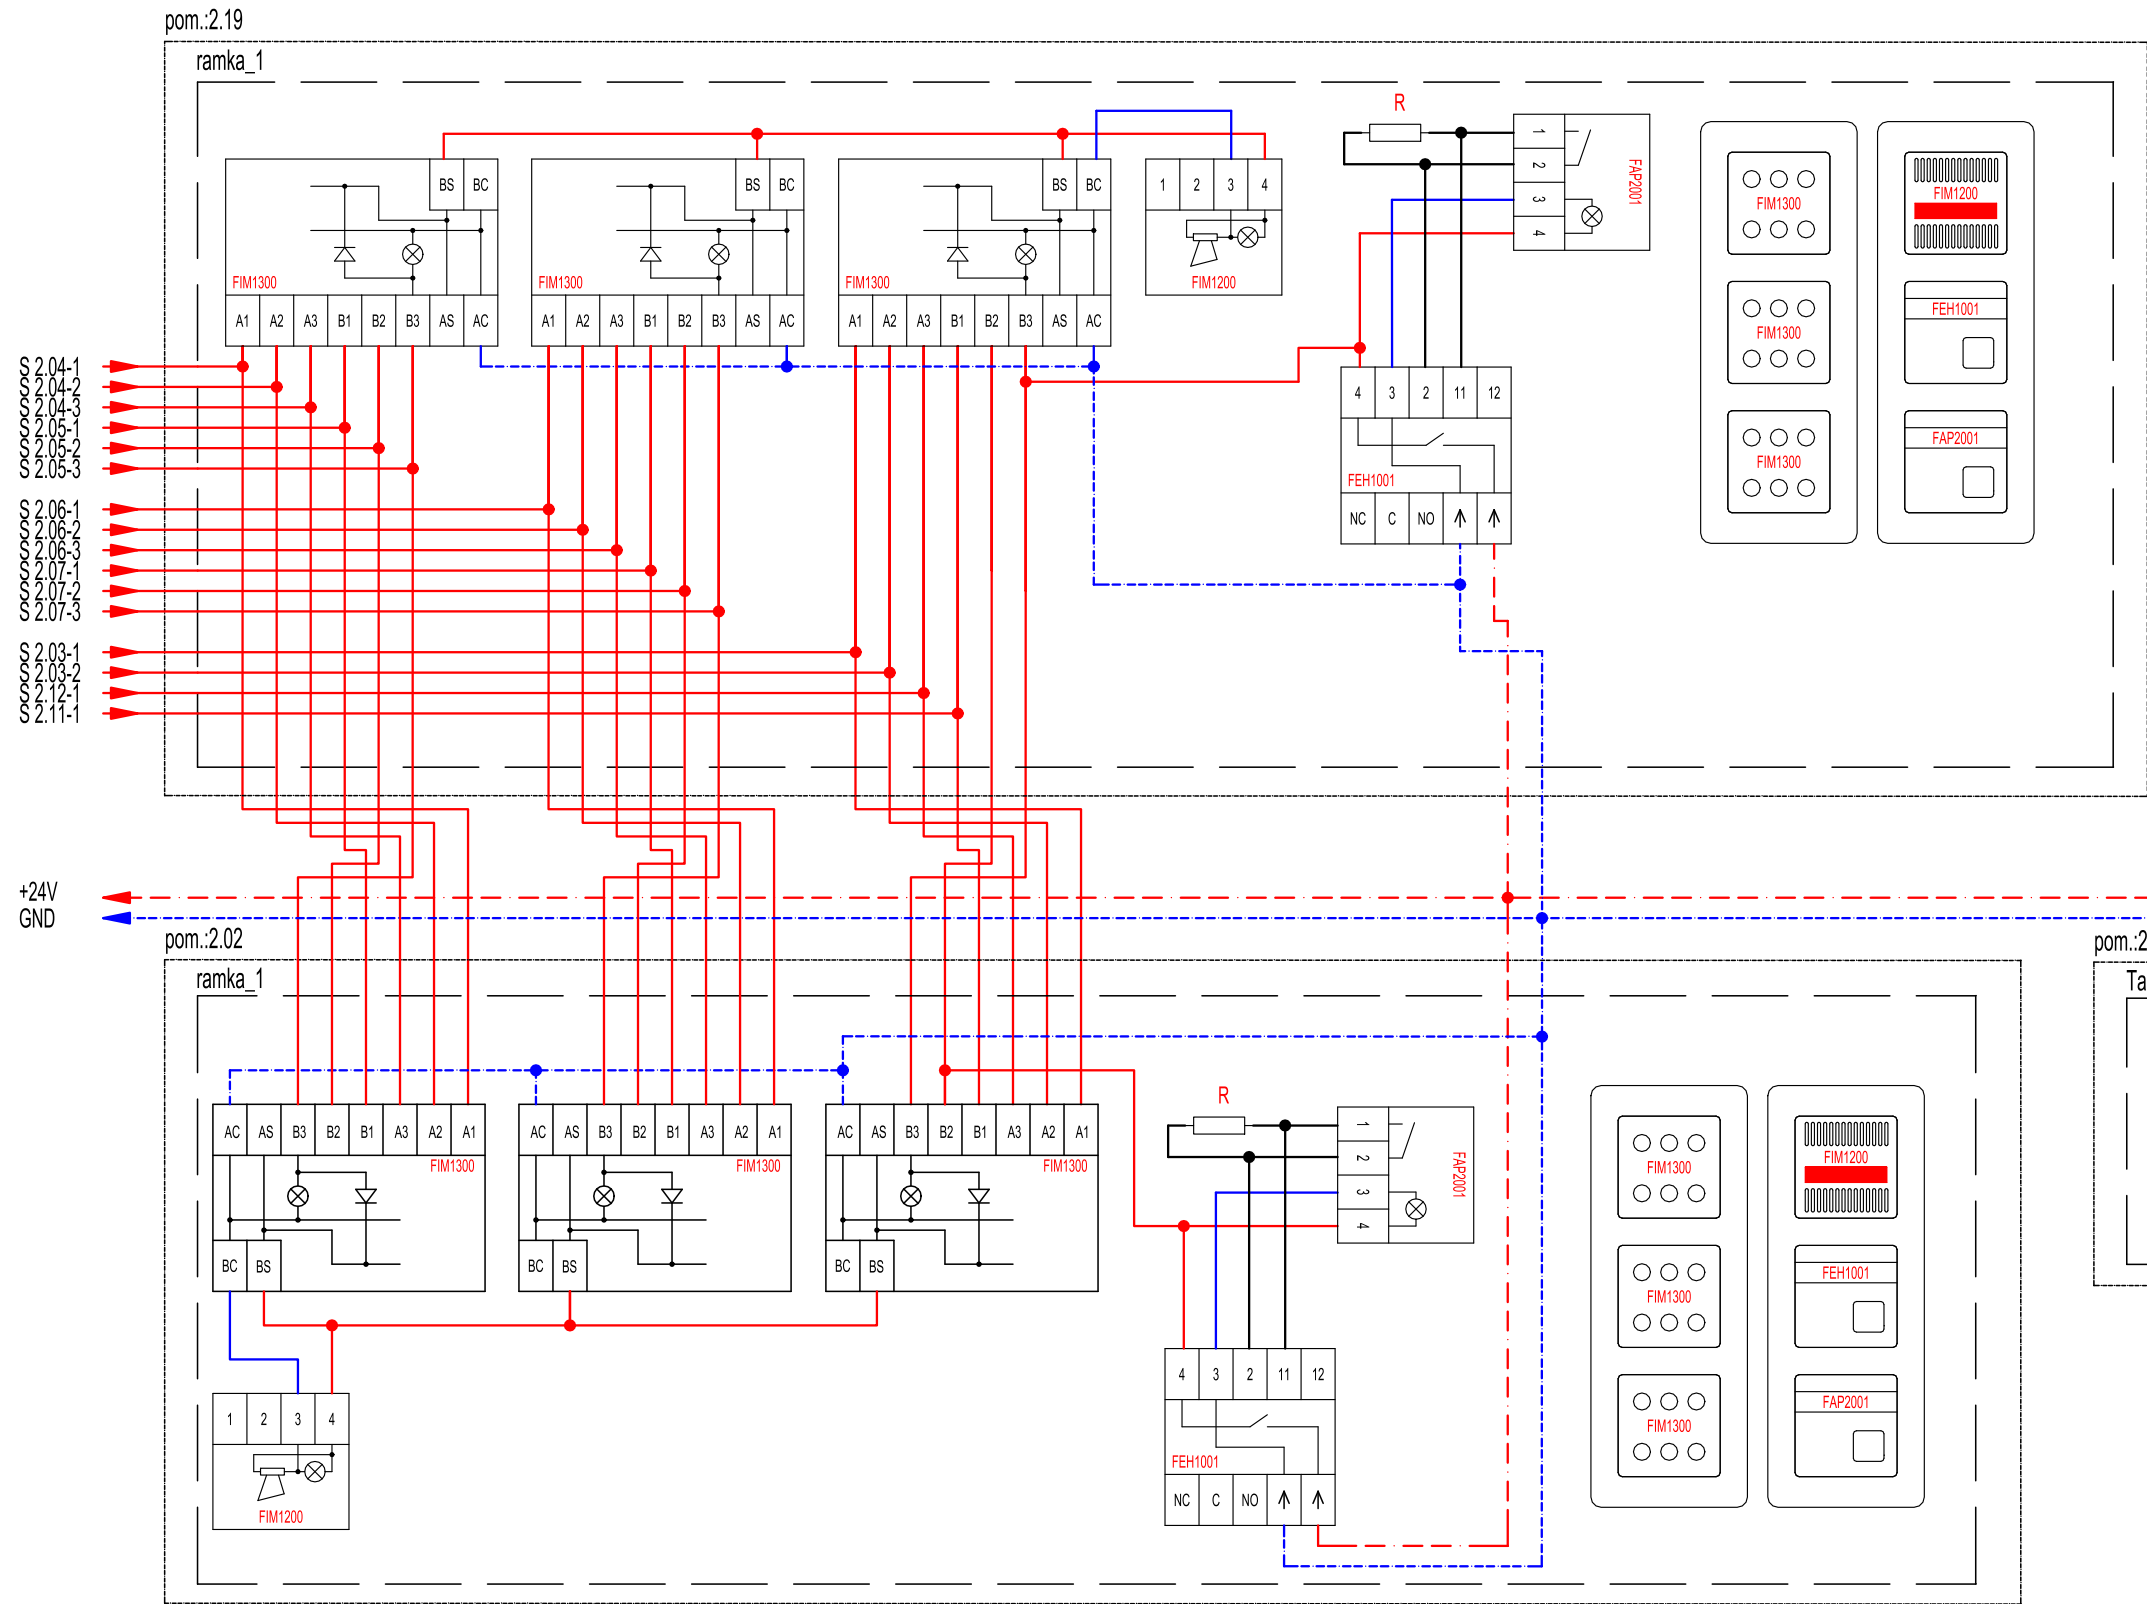 pom.:2.19
ramka_1
R
BS BC
BS BC
BS BC
1 2 3 4
1
2
3
4
FAP2001
FIM1300
FIM1300
FIM1300
FIM1200
A1 A2 A3 B1 B2 B3 AS AC
A1 A2 A3 B1 B2 B3 AS AC
A1 A2 A3 B1 B2 B3 AS AC
FIM1300
FIM1300
FIM1300
FIM1200
FEH1001
FAP2001
S 2.04-1
S 2.04-2
S 2.04-3
S 2.05-1
S 2.05-2
S 2.05-3
4 3 2 11 12
FEH1001
NC C NO
S 2.06-1
S 2.06-2
S 2.06-3
S 2.07-1
S 2.07-2
S 2.07-3
S 2.03-1
S 2.03-2
S 2.12-1
S 2.11-1
+24V
GND
pom.:2.02
ramka_1
pom.:2
Ta
AC AS B3 B2 B1 A3 A2 A1
AC AS B3 B2 B1 A3 A2 A1
AC AS B3 B2 B1 A3 A2 A1
FIM1300
FIM1300
FIM1300
BC BS
BC BS
BC BS
R
1
2
3
4
FAP2001
FIM1300
FIM1300
FIM1300
FIM1200
FEH1001
FAP2001
1 2 3 4
FIM1200
4 3 2 11 12
FEH1001
NC C NO